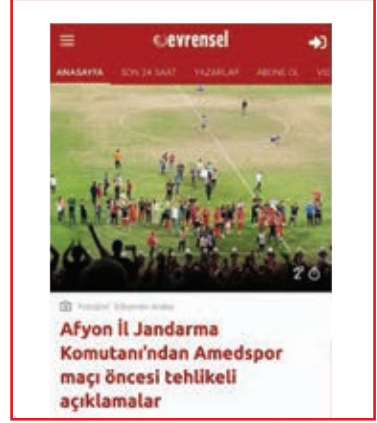 evrensel
ANASAYFA SON 24 SAAT YAZARLAR ABONE OL
Afyon İl Jandarma
Komutanı'ndan Amedspor
maçı öncesi tehlikeli
açıklamalar